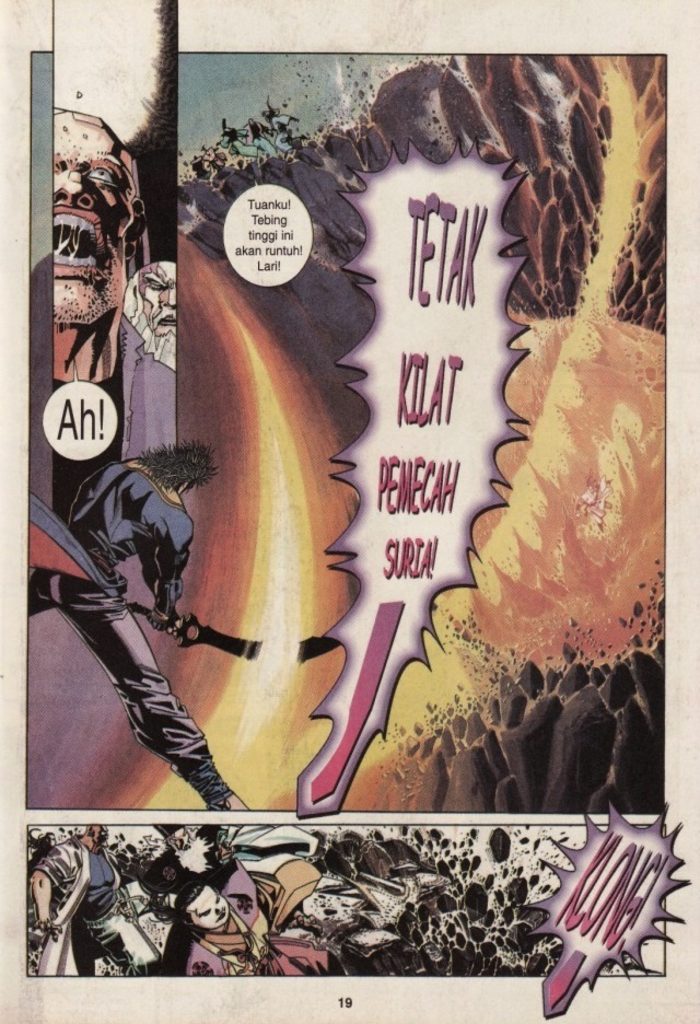 Tuanku!
Tebing
tinggi ini
akan runtuh!
Lari!
Ah!
TETAK
KILAT
PEMECAH
SURIA!
KLONG!
19